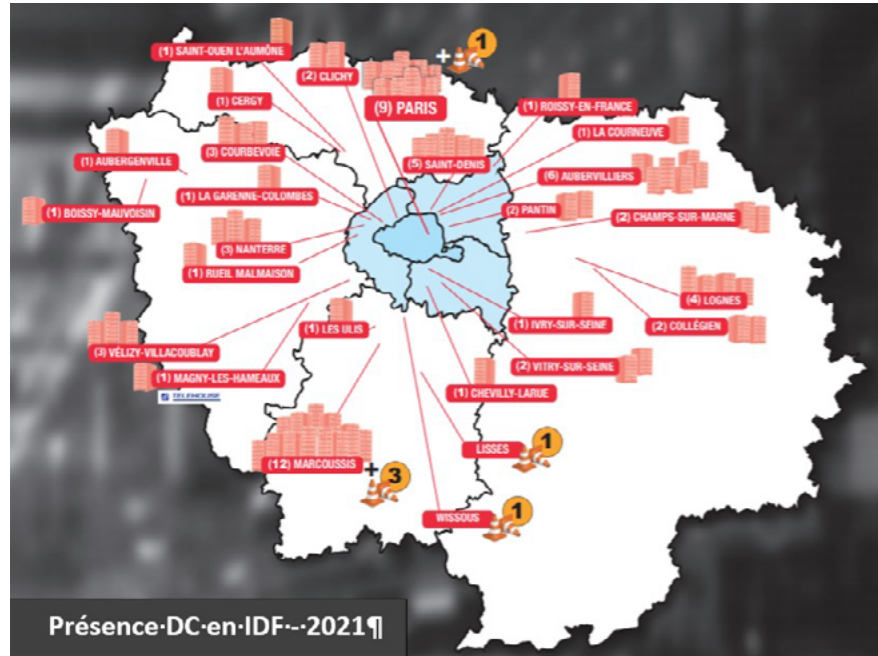 1
(1) SAINT-OUEN L'AUMÔNE
+
(2) CLICHY
(1) CERGY
(9) PARIS
(1) ROISSY-EN-FRANCE
(1) LA COURNEUVE
(3) COURBEVOIE
(1) AUBERGENVILLE
(5) SAINT-DENIS
(6) AUBERVILLIERS
(1) LA GARENNE-COLOMBES
(1) BOISSY-MAUVOISIN
(2) PANTIN
(2) CHAMPS-SUR-MARNE
(3) NANTERRE
(1) RUEIL MALMAISON
(4) LOGNES
(1) LES ULIS
(1) IVRY-SUR-SEINE
(2) COLLÉGIEN
(3) VÉLIZY-VILLACOUBLAY
(2) VITRY-SUR-SEINE
(1) MAGNY-LES-HAMEAUX
TELEHOUSE
(1) CHEVILLY-LARUE
LISSES
1
(12) MARCOUSSIS
+
3
WISSOUS
1
Présence·DC·en·IDF·-·2021¶